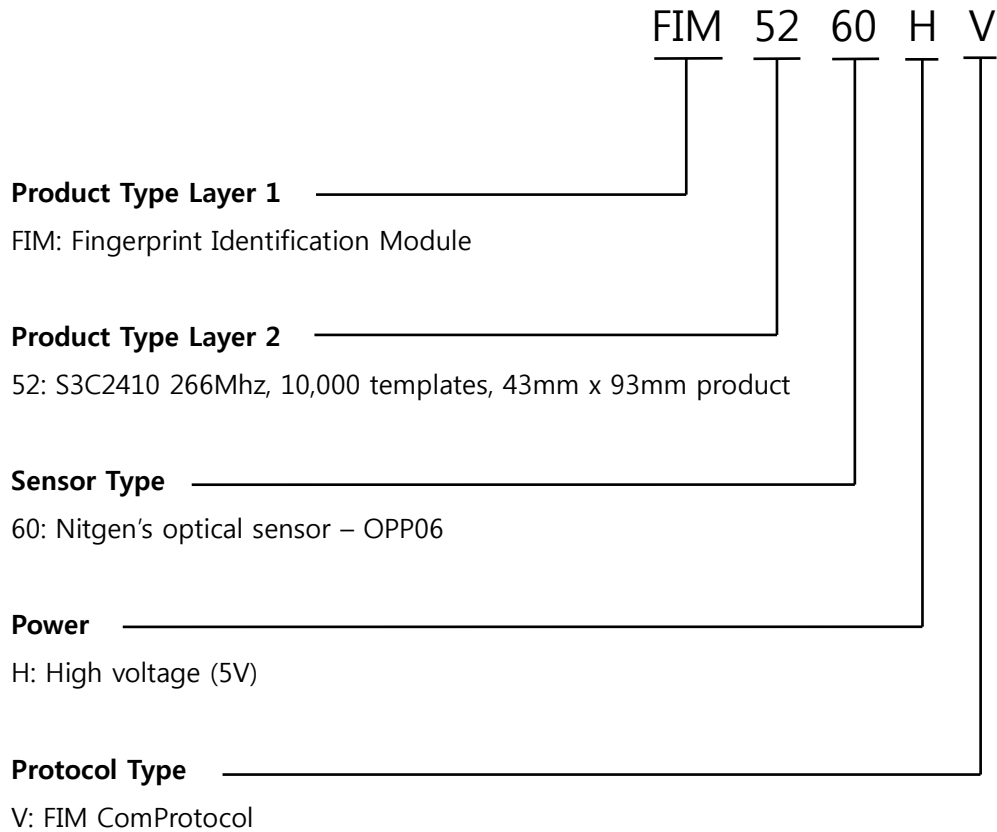 FIM 52 60 H V
Product Type Layer 1
FIM: Fingerprint Identification Module
Product Type Layer 2
52: S3C2410 266Mhz, 10,000 templates, 43mm x 93mm product
Sensor Type
60: Nitgen’s optical sensor – OPP06
Power
H: High voltage (5V)
Protocol Type
V: FIM ComProtocol